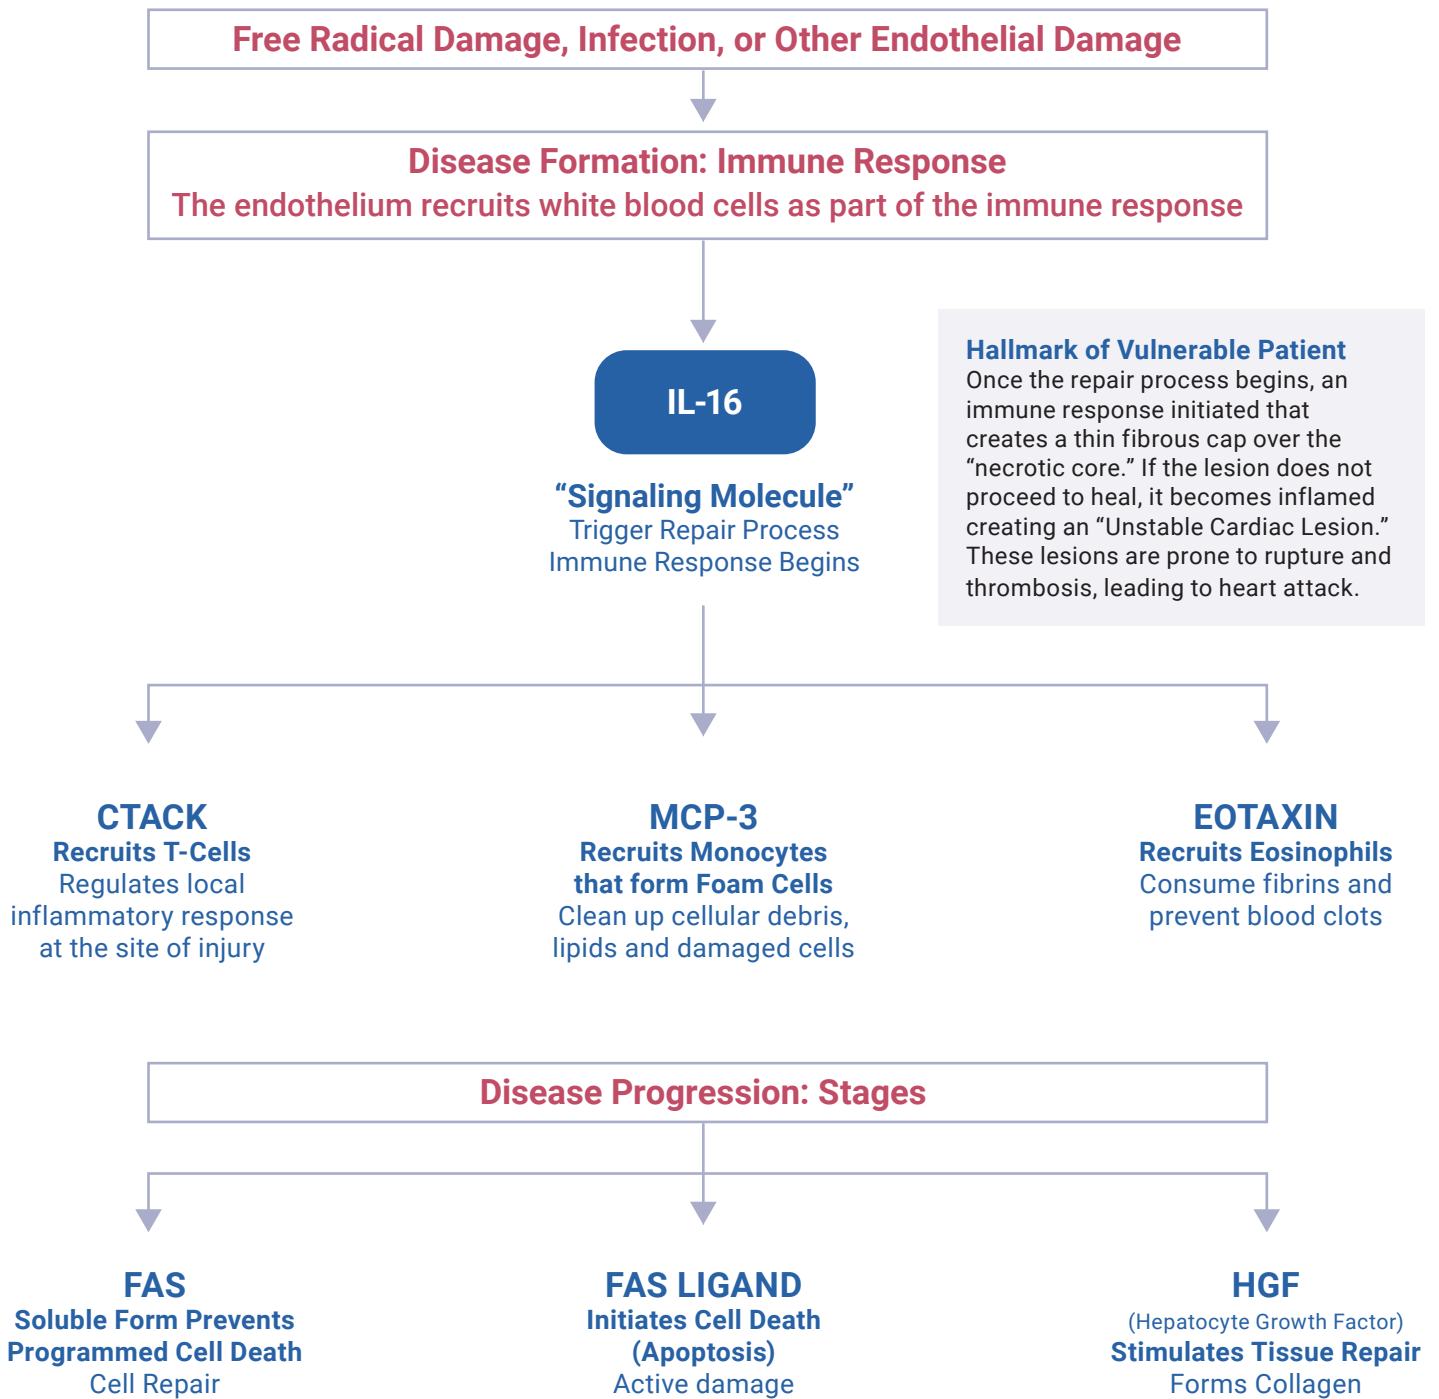 Free Radical Damage, Infection, or Other Endothelial Damage
Disease Formation: Immune Response
The endothelium recruits white blood cells as part of the immune response
IL-16
“Signaling Molecule”
Trigger Repair Process
Immune Response Begins
Hallmark of Vulnerable Patient
Once the repair process begins, an
immune response initiated that
creates a thin fibrous cap over the
“necrotic core.” If the lesion does not
proceed to heal, it becomes inflamed
creating an “Unstable Cardiac Lesion.”
These lesions are prone to rupture and
thrombosis, leading to heart attack.
CTACK
Recruits T-Cells
Regulates local
inflammatory response
at the site of injury
MCP-3
Recruits Monocytes
that form Foam Cells
Clean up cellular debris,
lipids and damaged cells
EOTAXIN
Recruits Eosinophils
Consume fibrins and
prevent blood clots
Disease Progression: Stages
FAS
Soluble Form Prevents
Programmed Cell Death
Cell Repair
FAS LIGAND
Initiates Cell Death
(Apoptosis)
Active damage
HGF
(Hepatocyte Growth Factor)
Stimulates Tissue Repair
Forms Collagen